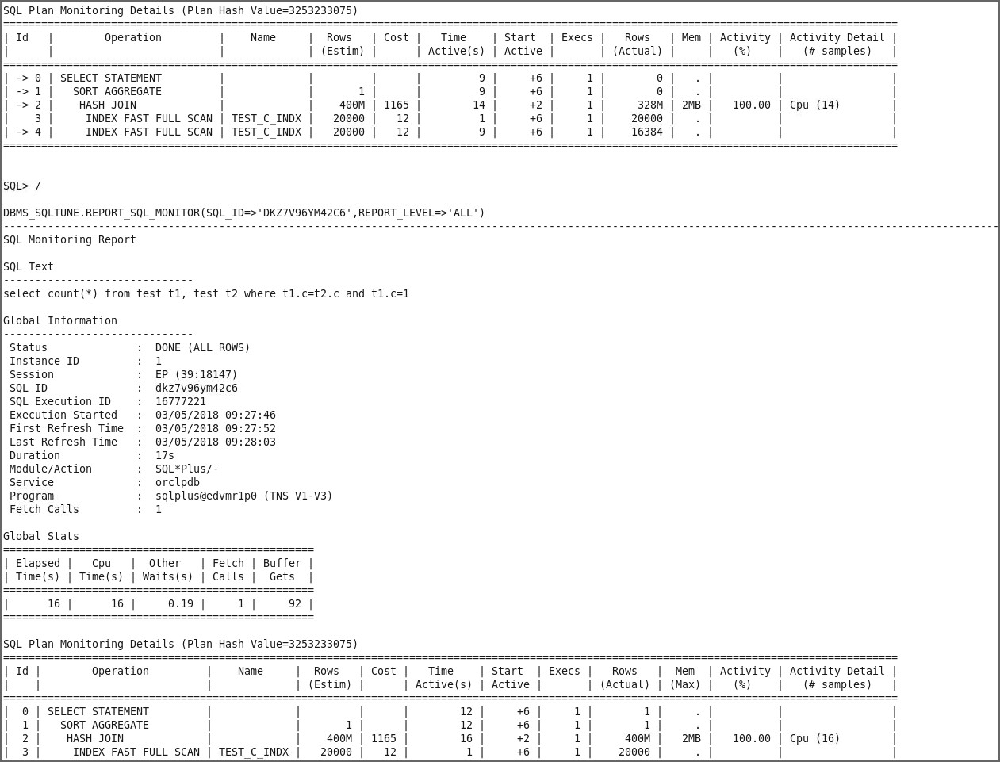 SQL Plan Monitoring Details (Plan Hash Value=3253233075)
=============================================================================================================================================
| Id   |        Operation         |    Name     |  Rows   | Cost |   Time    | Start  | Execs |   Rows   | Mem | Activity | Activity Detail |
|      |                          |             | (Estim) |      | Active(s) | Active |       | (Actual) |     |   (%)    |   (# samples)   |
=============================================================================================================================================
| -> 0 | SELECT STATEMENT         |             |         |      |         9 |     +6 |     1 |        0 |   . |          |                 |
| -> 1 |   SORT AGGREGATE         |             |       1 |      |         9 |     +6 |     1 |        0 |   . |          |                 |
| -> 2 |    HASH JOIN             |             |    400M | 1165 |        14 |     +2 |     1 |     328M | 2MB |   100.00 | Cpu (14)        |
|    3 |     INDEX FAST FULL SCAN | TEST_C_INDX |   20000 |   12 |         1 |     +6 |     1 |    20000 |   . |          |                 |
| -> 4 |     INDEX FAST FULL SCAN | TEST_C_INDX |   20000 |   12 |         9 |     +6 |     1 |    16384 |   . |          |                 |
=============================================================================================================================================
SQL> /
DBMS_SQLTUNE.REPORT_SQL_MONITOR(SQL_ID=>'DKZ7V96YM42C6',REPORT_LEVEL=>'ALL')
-------------------------------------------------------------------------------------------------------------------------------------------------------------
SQL Monitoring Report
SQL Text
------------------------------
select count(*) from test t1, test t2 where t1.c=t2.c and t1.c=1
Global Information
------------------------------
 Status              :  DONE (ALL ROWS)
 Instance ID         :  1
 Session             :  EP (39:18147)
 SQL ID              :  dkz7v96ym42c6
 SQL Execution ID    :  16777221
 Execution Started   :  03/05/2018 09:27:46
 First Refresh Time  :  03/05/2018 09:27:52
 Last Refresh Time   :  03/05/2018 09:28:03
 Duration            :  17s
 Module/Action       :  SQL*Plus/-
 Service             :  orclpdb
 Program             :  sqlplus@edvmr1p0 (TNS V1-V3)
 Fetch Calls         :  1
Global Stats
=================================================
| Elapsed |   Cpu   |  Other   | Fetch | Buffer |
| Time(s) | Time(s) | Waits(s) | Calls |  Gets  |
=================================================
|      16 |      16 |     0.19 |     1 |     92 |
=================================================
SQL Plan Monitoring Details (Plan Hash Value=3253233075)
=============================================================================================================================================
| Id |        Operation         |    Name     |  Rows   | Cost |   Time    | Start  | Execs |   Rows   |  Mem  | Activity | Activity Detail |
|    |                          |             | (Estim) |      | Active(s) | Active |       | (Actual) | (Max) |   (%)    |   (# samples)   |
=============================================================================================================================================
|  0 | SELECT STATEMENT         |             |         |      |        12 |     +6 |     1 |        1 |     . |          |                 |
|  1 |   SORT AGGREGATE         |             |       1 |      |        12 |     +6 |     1 |        1 |     . |          |                 |
|  2 |    HASH JOIN             |             |    400M | 1165 |        16 |     +2 |     1 |     400M |   2MB |   100.00 | Cpu (16)        |
|  3 |     INDEX FAST FULL SCAN | TEST_C_INDX |   20000 |   12 |         1 |     +6 |     1 |    20000 |     . |          |                 |